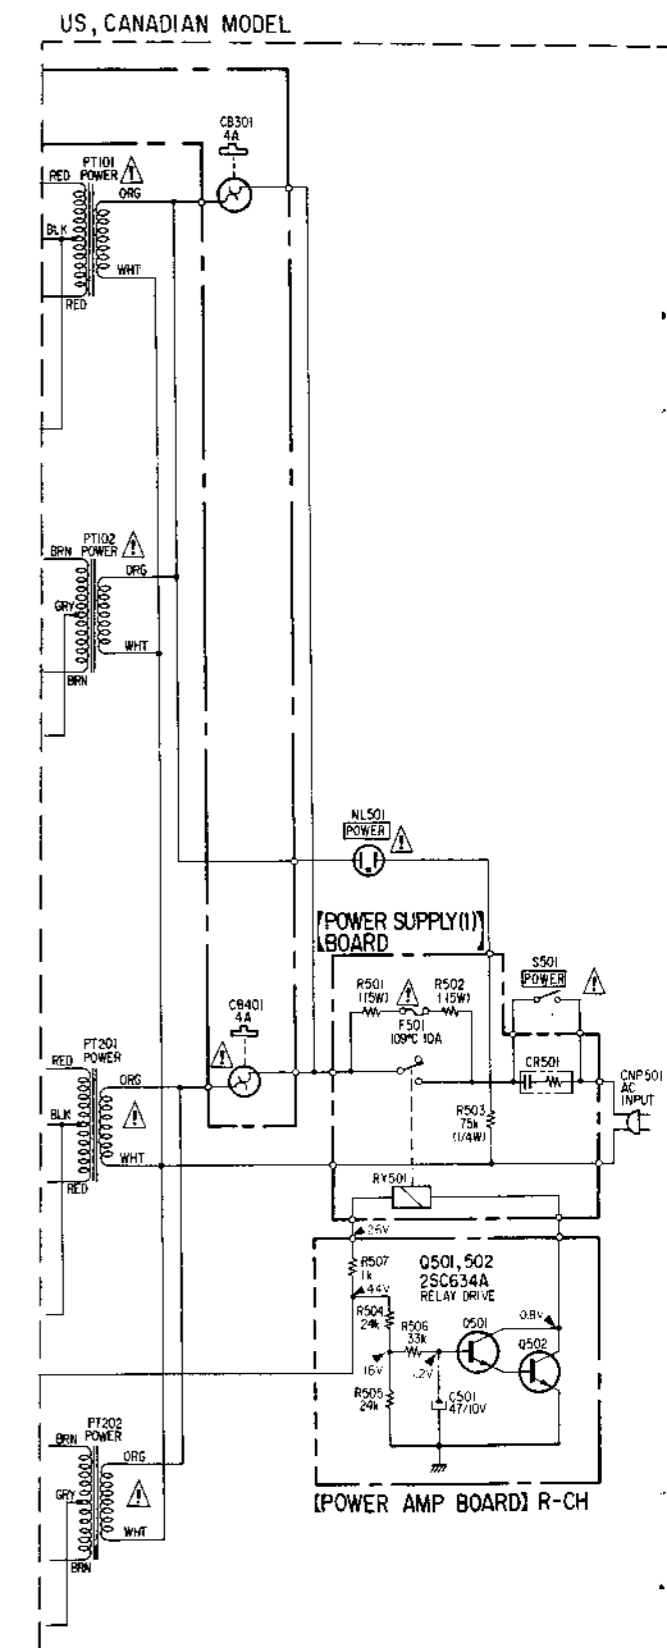 US, CANADIAN MODEL
CB301
4A
PT101
POWER
RED
ORG
BLK
WHT
RED
PT102
POWER
BRN
ORG
GRY
WHT
BRN
NL501
POWER
[POWER SUPPLY(1)]
BOARD
S501
POWER
R501
1(5W)
R502
1(5W)
F501
109°C 10A
CB401
4A
PT201
POWER
RED
ORG
BLK
WHT
RED
CR501
CNP501
AC
INPUT
R503
75k
(1/4W)
RY501
26V
R507
1k
44V
Q501, 502
2SC634A
RELAY DRIVE
R504
24k
R506
33k
Q501
0.8V
Q502
16V
1.2V
R505
24k
C501
47/10V
PT202
POWER
BRN
ORG
GRY
WHT
BRN
[POWER AMP BOARD] R-CH